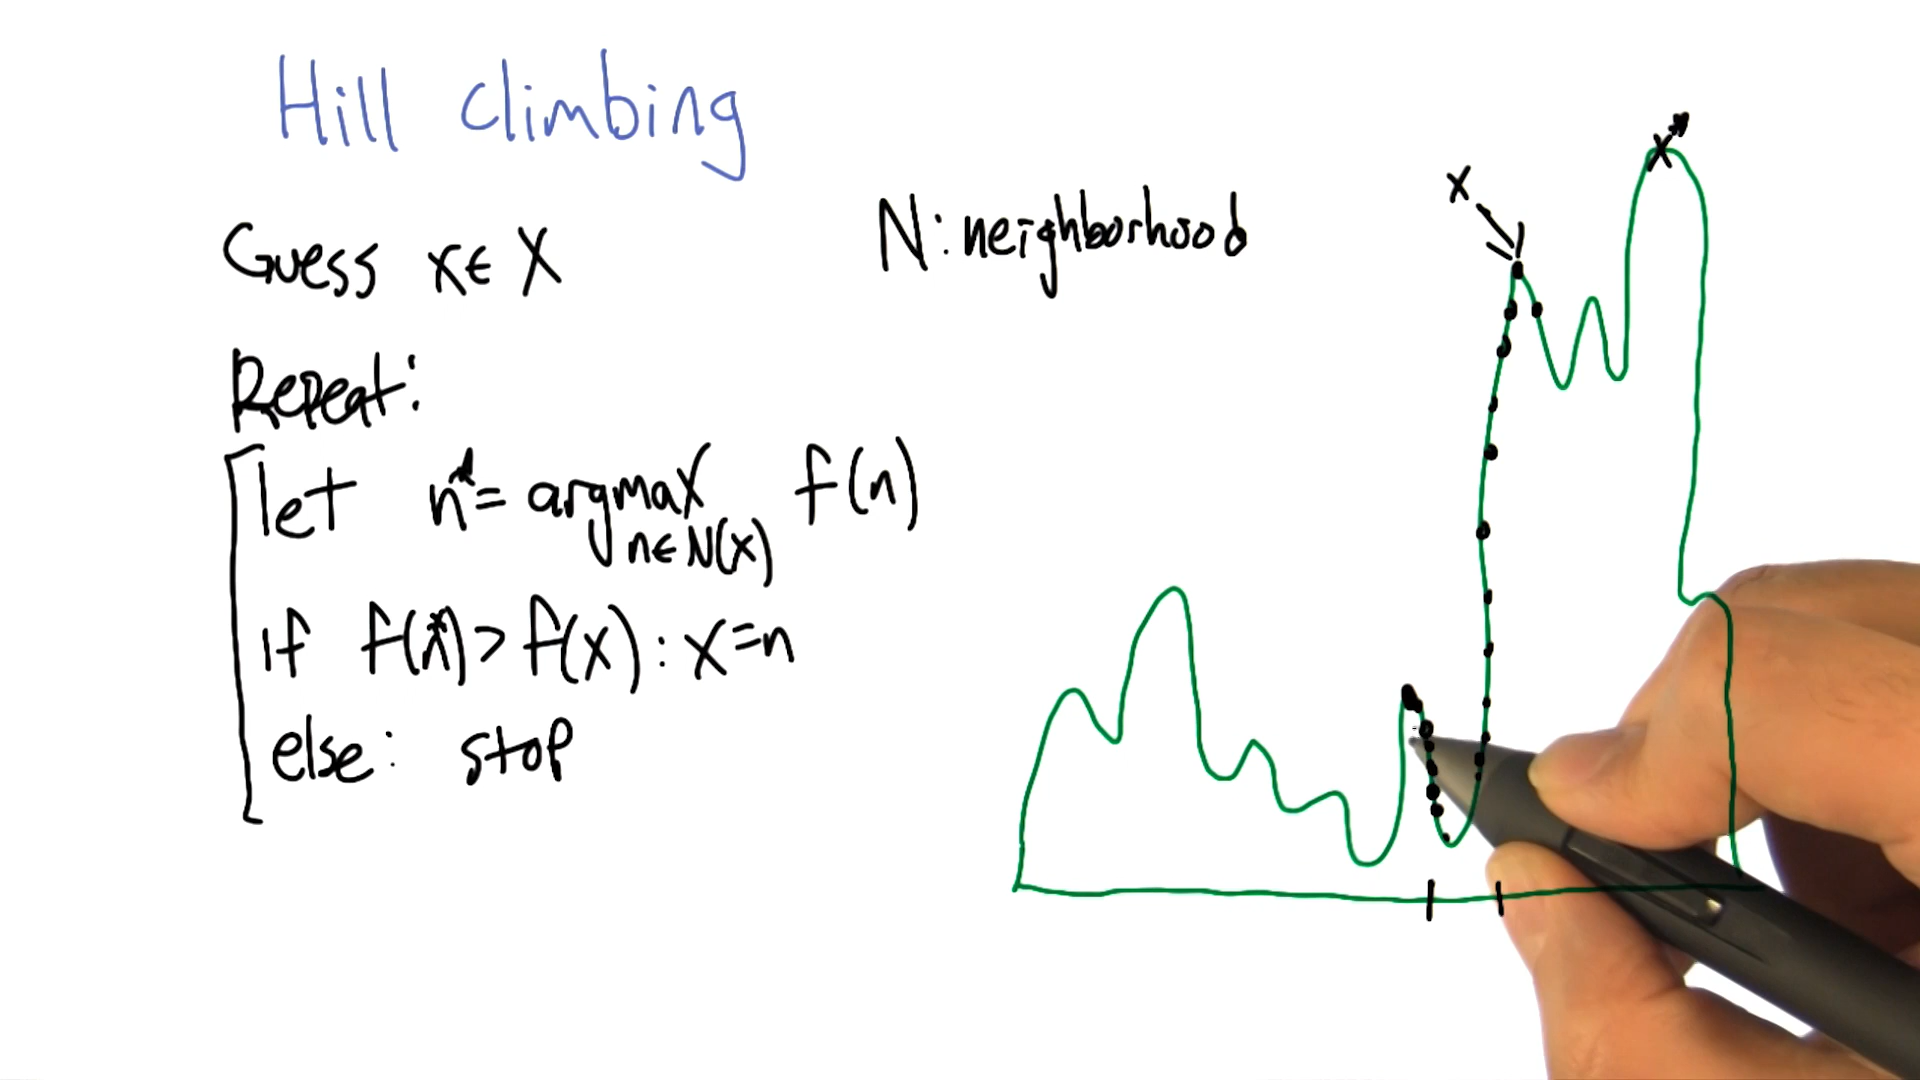 Hill climbing
Guess x ∈ X
N: neighborhood
Repeat:
let n* = argmax f(n)
n ∈ N(x)
if f(n*) > f(x) : x = n
else: stop
x
x*